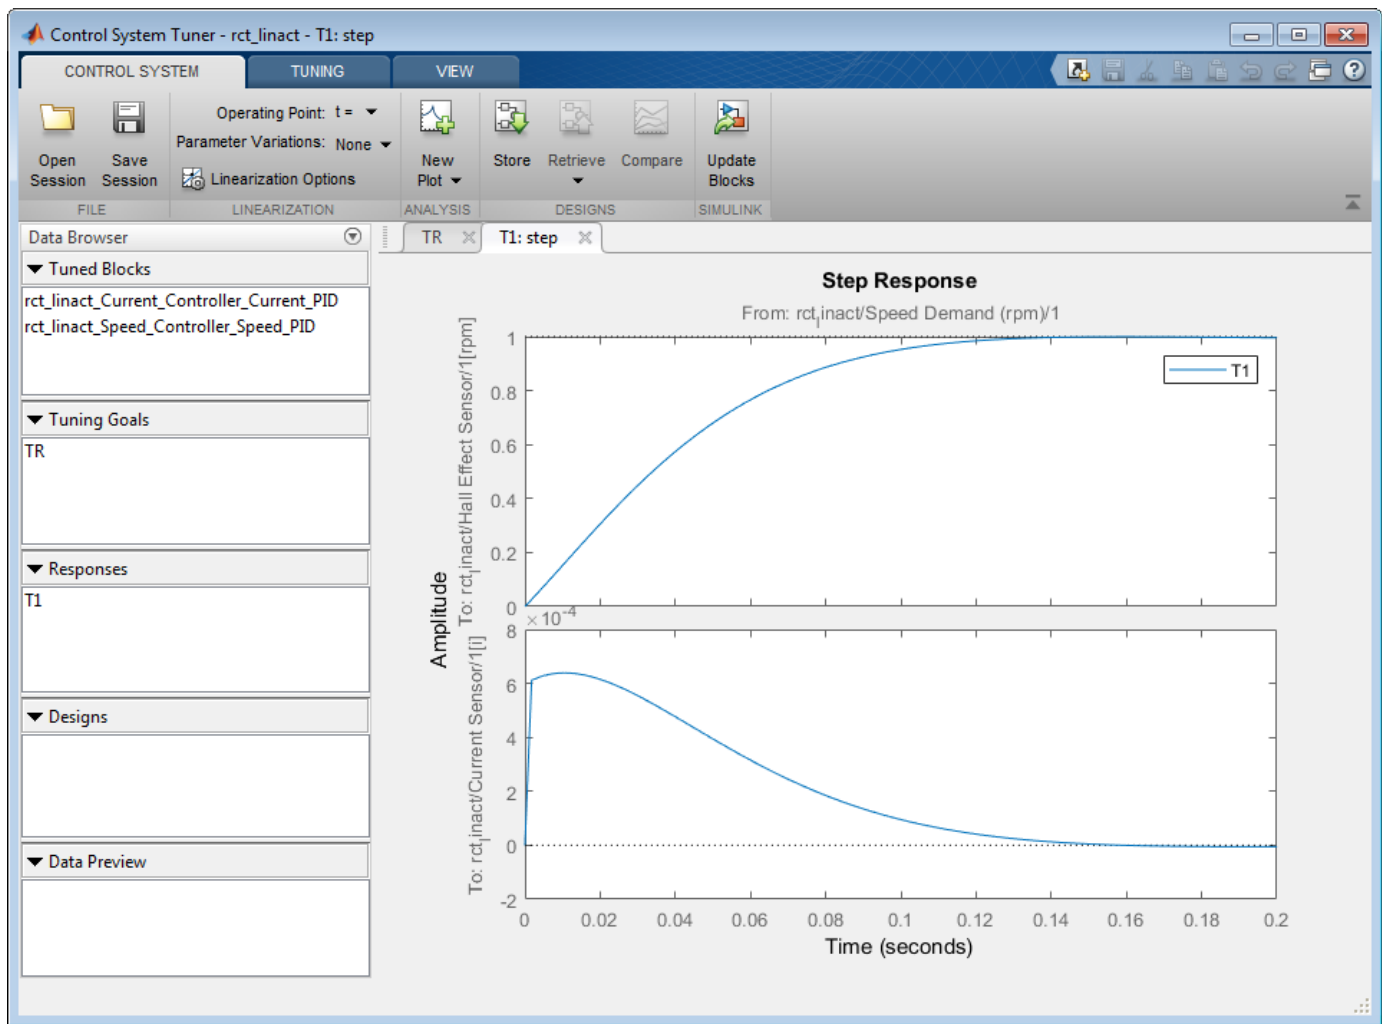 Control System Tuner - rct_linact - T1: step
CONTROL SYSTEM
TUNING
VIEW
Open Session
Save Session
Operating Point: t =
Parameter Variations: None
Linearization Options
New Plot
Store
Retrieve
Compare
Update Blocks
FILE
LINEARIZATION
ANALYSIS
DESIGNS
SIMULINK
Data Browser
Tuned Blocks
rct_linact_Current_Controller_Current_PID
rct_linact_Speed_Controller_Speed_PID
Tuning Goals
TR
Responses
T1
Designs
Data Preview
TR
T1: step
Step Response
From: rct_linact/Speed Demand (rpm)/1
Amplitude
To: rct_linact/Hall Effect Sensor/1[rpm]
1
0.8
0.6
0.4
0.2
0
T1
To: rct_linact/Current Sensor/1[i]
×10^-4
8
6
4
2
0
-2
0 0.02 0.04 0.06 0.08 0.1 0.12 0.14 0.16 0.18 0.2
Time (seconds)